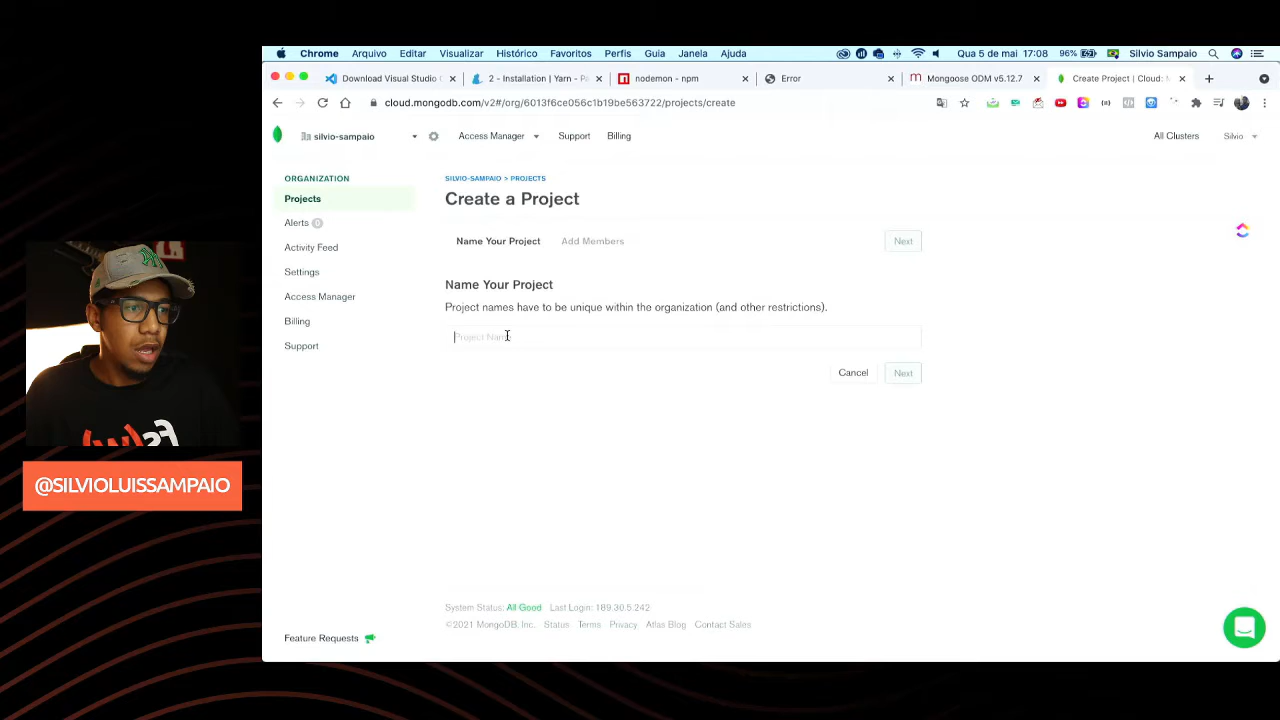 Chrome Arquivo Editar Visualizar Histórico Favoritos Perfis Guia Janela Ajuda Qua 5 de mai 17:08 96% Silvio Sampaio
Download Visual Studio 2 - Installation | Yarn - Pa nodemon - npm Error Mongoose ODM v5.12.7 Create Project | Cloud: M
cloud.mongodb.com/v2#/org/6013f6ce056c1b19be563722/projects/create
silvio-sampaio Access Manager Support Billing All Clusters Silvio
ORGANIZATION
Projects
Alerts 0
Activity Feed
Settings
Access Manager
Billing
Support
SILVIO-SAMPAIO > PROJECTS
Create a Project
Name Your Project Add Members Next
Name Your Project
Project names have to be unique within the organization (and other restrictions).
Project Name
Cancel Next
@SILVIOLUISSAMPAIO
System Status: All Good Last Login: 189.30.5.242
©2021 MongoDB, Inc. Status Terms Privacy Atlas Blog Contact Sales
Feature Requests